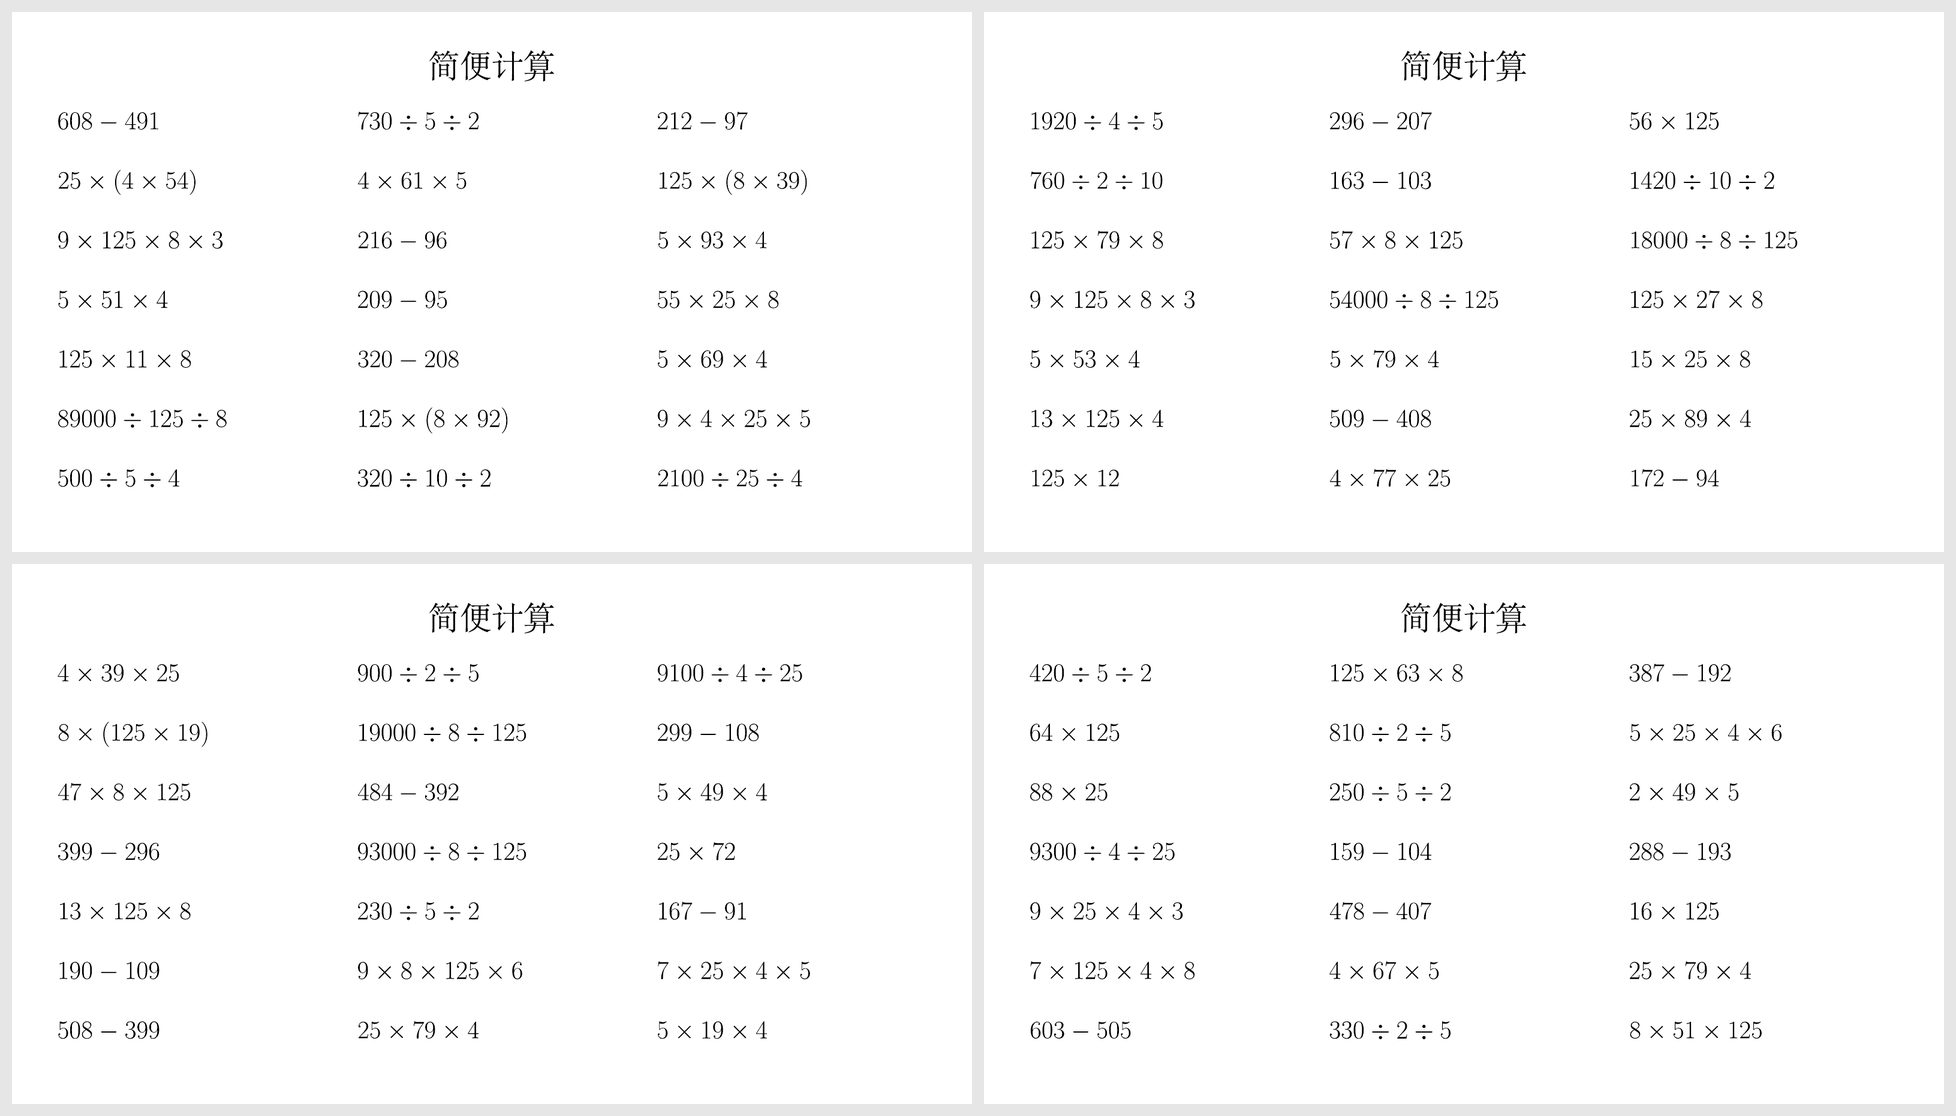 简便计算
608 − 491 730 ÷ 5 ÷ 2 212 − 97
25 × (4 × 54) 4 × 61 × 5 125 × (8 × 39)
9 × 125 × 8 × 3 216 − 96 5 × 93 × 4
5 × 51 × 4 209 − 95 55 × 25 × 8
125 × 11 × 8 320 − 208 5 × 69 × 4
89000 ÷ 125 ÷ 8 125 × (8 × 92) 9 × 4 × 25 × 5
500 ÷ 5 ÷ 4 320 ÷ 10 ÷ 2 2100 ÷ 25 ÷ 4
简便计算
1920 ÷ 4 ÷ 5 296 − 207 56 × 125
760 ÷ 2 ÷ 10 163 − 103 1420 ÷ 10 ÷ 2
125 × 79 × 8 57 × 8 × 125 18000 ÷ 8 ÷ 125
9 × 125 × 8 × 3 54000 ÷ 8 ÷ 125 125 × 27 × 8
5 × 53 × 4 5 × 79 × 4 15 × 25 × 8
13 × 125 × 4 509 − 408 25 × 89 × 4
125 × 12 4 × 77 × 25 172 − 94
简便计算
4 × 39 × 25 900 ÷ 2 ÷ 5 9100 ÷ 4 ÷ 25
8 × (125 × 19) 19000 ÷ 8 ÷ 125 299 − 108
47 × 8 × 125 484 − 392 5 × 49 × 4
399 − 296 93000 ÷ 8 ÷ 125 25 × 72
13 × 125 × 8 230 ÷ 5 ÷ 2 167 − 91
190 − 109 9 × 8 × 125 × 6 7 × 25 × 4 × 5
508 − 399 25 × 79 × 4 5 × 19 × 4
简便计算
420 ÷ 5 ÷ 2 125 × 63 × 8 387 − 192
64 × 125 810 ÷ 2 ÷ 5 5 × 25 × 4 × 6
88 × 25 250 ÷ 5 ÷ 2 2 × 49 × 5
9300 ÷ 4 ÷ 25 159 − 104 288 − 193
9 × 25 × 4 × 3 478 − 407 16 × 125
7 × 125 × 4 × 8 4 × 67 × 5 25 × 79 × 4
603 − 505 330 ÷ 2 ÷ 5 8 × 51 × 125